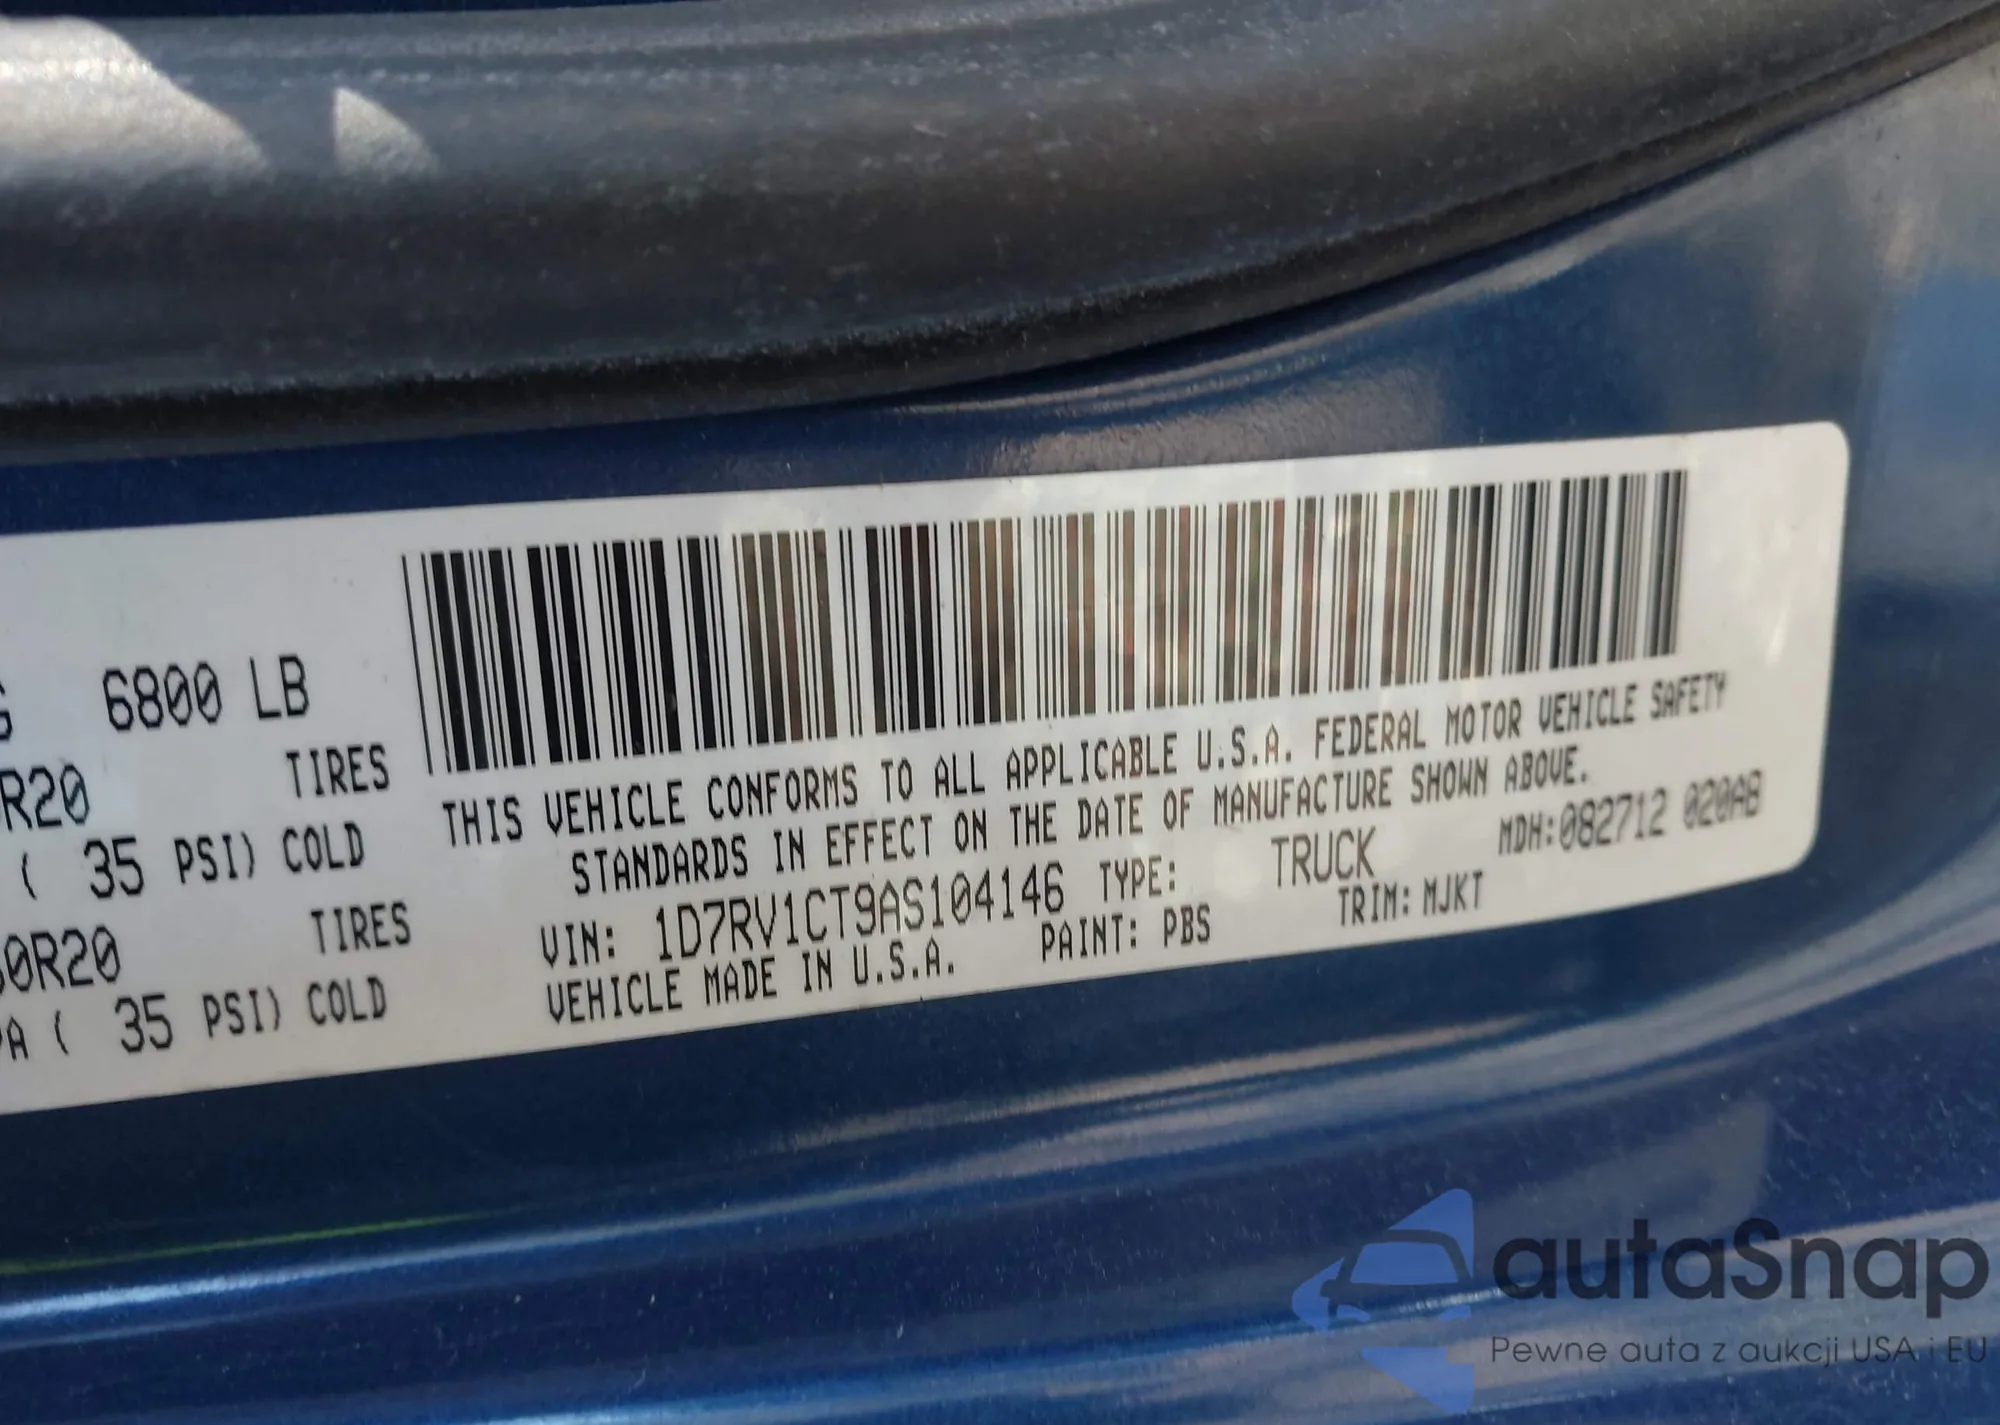 6800 LB
R20 TIRES
( 35 PSI) COLD
0R20 TIRES
A ( 35 PSI) COLD
THIS VEHICLE CONFORMS TO ALL APPLICABLE U.S.A. FEDERAL MOTOR VEHICLE SAFETY
STANDARDS IN EFFECT ON THE DATE OF MANUFACTURE SHOWN ABOVE.
VIN: 1D7RV1CT9AS104146 TYPE: TRUCK MDH:082712 020AB
VEHICLE MADE IN U.S.A. PAINT: PBS TRIM: MJKT
autaSnap
Pewne auta z aukcji USA i EU